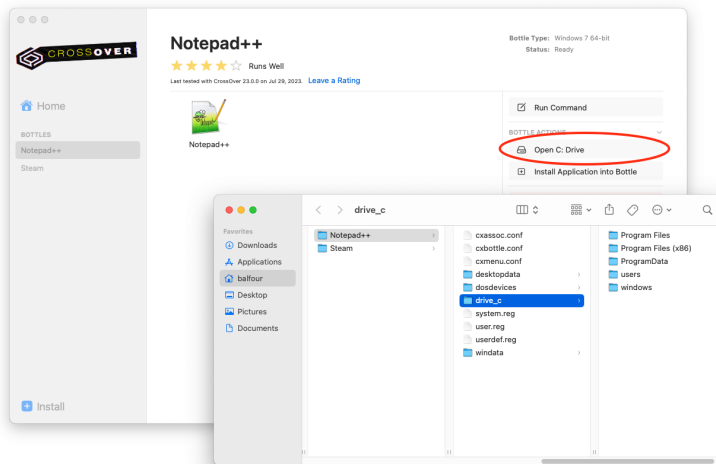 CROSSOVER
Home
BOTTLES
Notepad++
Steam
Install
Notepad++
Runs Well
Last tested with CrossOver 23.0.0 on Jul 29, 2023. Leave a Rating
Notepad++
Bottle Type: Windows 7 64-bit
Status: Ready
Run Command
BOTTLE ACTIONS
Open C: Drive
Install Application into Bottle
drive_c
Favorites
Downloads
Applications
balfour
Desktop
Pictures
Documents
Notepad++
Steam
cxassoc.conf
cxbottle.conf
cxmenu.conf
desktopdata
dosdevices
drive_c
system.reg
user.reg
userdef.reg
windata
Program Files
Program Files (x86)
ProgramData
users
windows